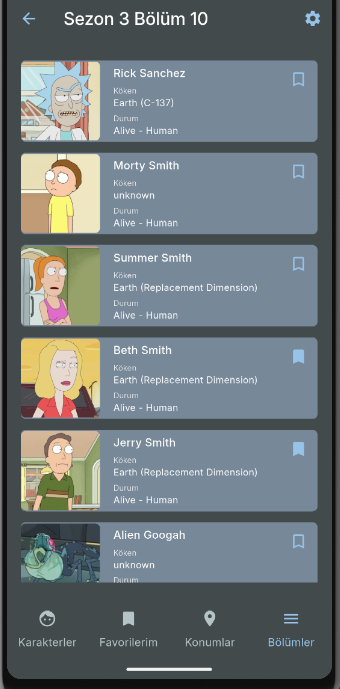 Sezon 3 Bölüm 10
Rick Sanchez
Köken
Earth (C-137)
Durum
Alive - Human
Morty Smith
Köken
unknown
Durum
Alive - Human
Summer Smith
Köken
Earth (Replacement Dimension)
Durum
Alive - Human
Beth Smith
Köken
Earth (Replacement Dimension)
Durum
Alive - Human
Jerry Smith
Köken
Earth (Replacement Dimension)
Durum
Alive - Human
Alien Googah
Köken
unknown
Durum
Karakterler Favorilerim Konumlar Bölümler